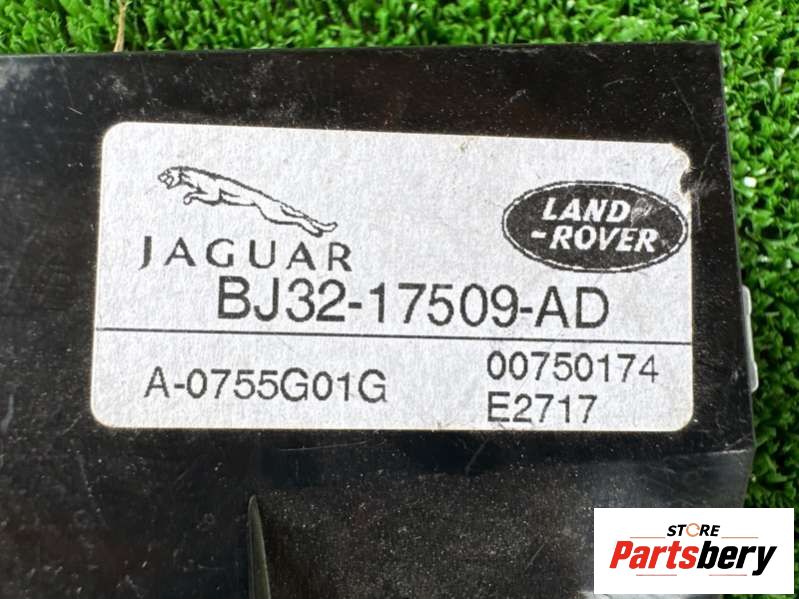 JAGUAR
LAND
-ROVER
BJ32-17509-AD
A-0755G01G
00750174
E2717
STORE
Partsbery